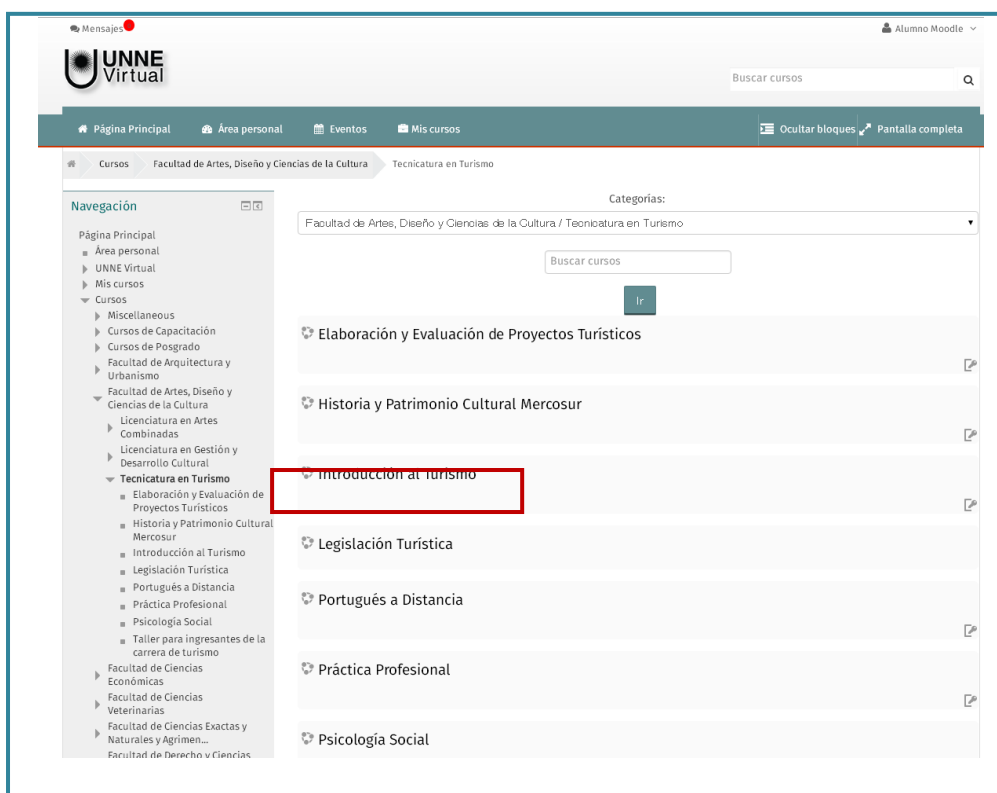 Mensajes
Alumno Moodle
UNNE
Virtual
Buscar cursos
Página Principal
Área personal
Eventos
Mis cursos
Ocultar bloques
Pantalla completa
Cursos
Facultad de Artes, Diseño y Ciencias de la Cultura
Tecnicatura en Turismo
Navegación
Página Principal
Área personal
UNNE Virtual
Mis cursos
Cursos
Miscellaneous
Cursos de Capacitación
Cursos de Posgrado
Facultad de Arquitectura y
Urbanismo
Facultad de Artes, Diseño y
Ciencias de la Cultura
Licenciatura en Artes
Combinadas
Licenciatura en Gestión y
Desarrollo Cultural
Tecnicatura en Turismo
Elaboración y Evaluación de
Proyectos Turísticos
Historia y Patrimonio Cultural
Mercosur
Introducción al Turismo
Legislación Turística
Portugués a Distancia
Práctica Profesional
Psicología Social
Taller para ingresantes de la
carrera de turismo
Facultad de Ciencias
Económicas
Facultad de Ciencias
Veterinarias
Facultad de Ciencias Exactas y
Naturales y Agrimen...
Facultad de Derecho y Ciencias
Categorías:
Facultad de Artes, Diseño y Ciencias de la Cultura / Tecnicatura en Turismo
Buscar cursos
Ir
Elaboración y Evaluación de Proyectos Turísticos
Historia y Patrimonio Cultural Mercosur
Introducción al Turismo
Legislación Turística
Portugués a Distancia
Práctica Profesional
Psicología Social